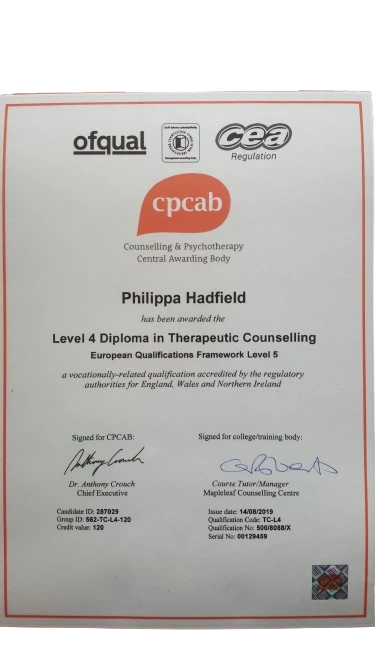 ofqual
cea
Regulation
cpcab
Counselling & Psychotherapy
Central Awarding Body
Philippa Hadfield
has been awarded the
Level 4 Diploma in Therapeutic Counselling
European Qualifications Framework Level 5
a vocationally-related qualification accredited by the regulatory
authorities for England, Wales and Northern Ireland
Signed for CPCAB:
Anthony Crouch
Dr. Anthony Crouch
Chief Executive
Candidate ID: 287029
Group ID: 562-TC-L4-120
Credit value: 120
Signed for college/training body:
Course Tutor/Manager
Mapleleaf Counselling Centre
Issue date: 14/08/2019
Qualification Code: TC-L4
Qualification No: 500/8088/X
Serial No: 00129459